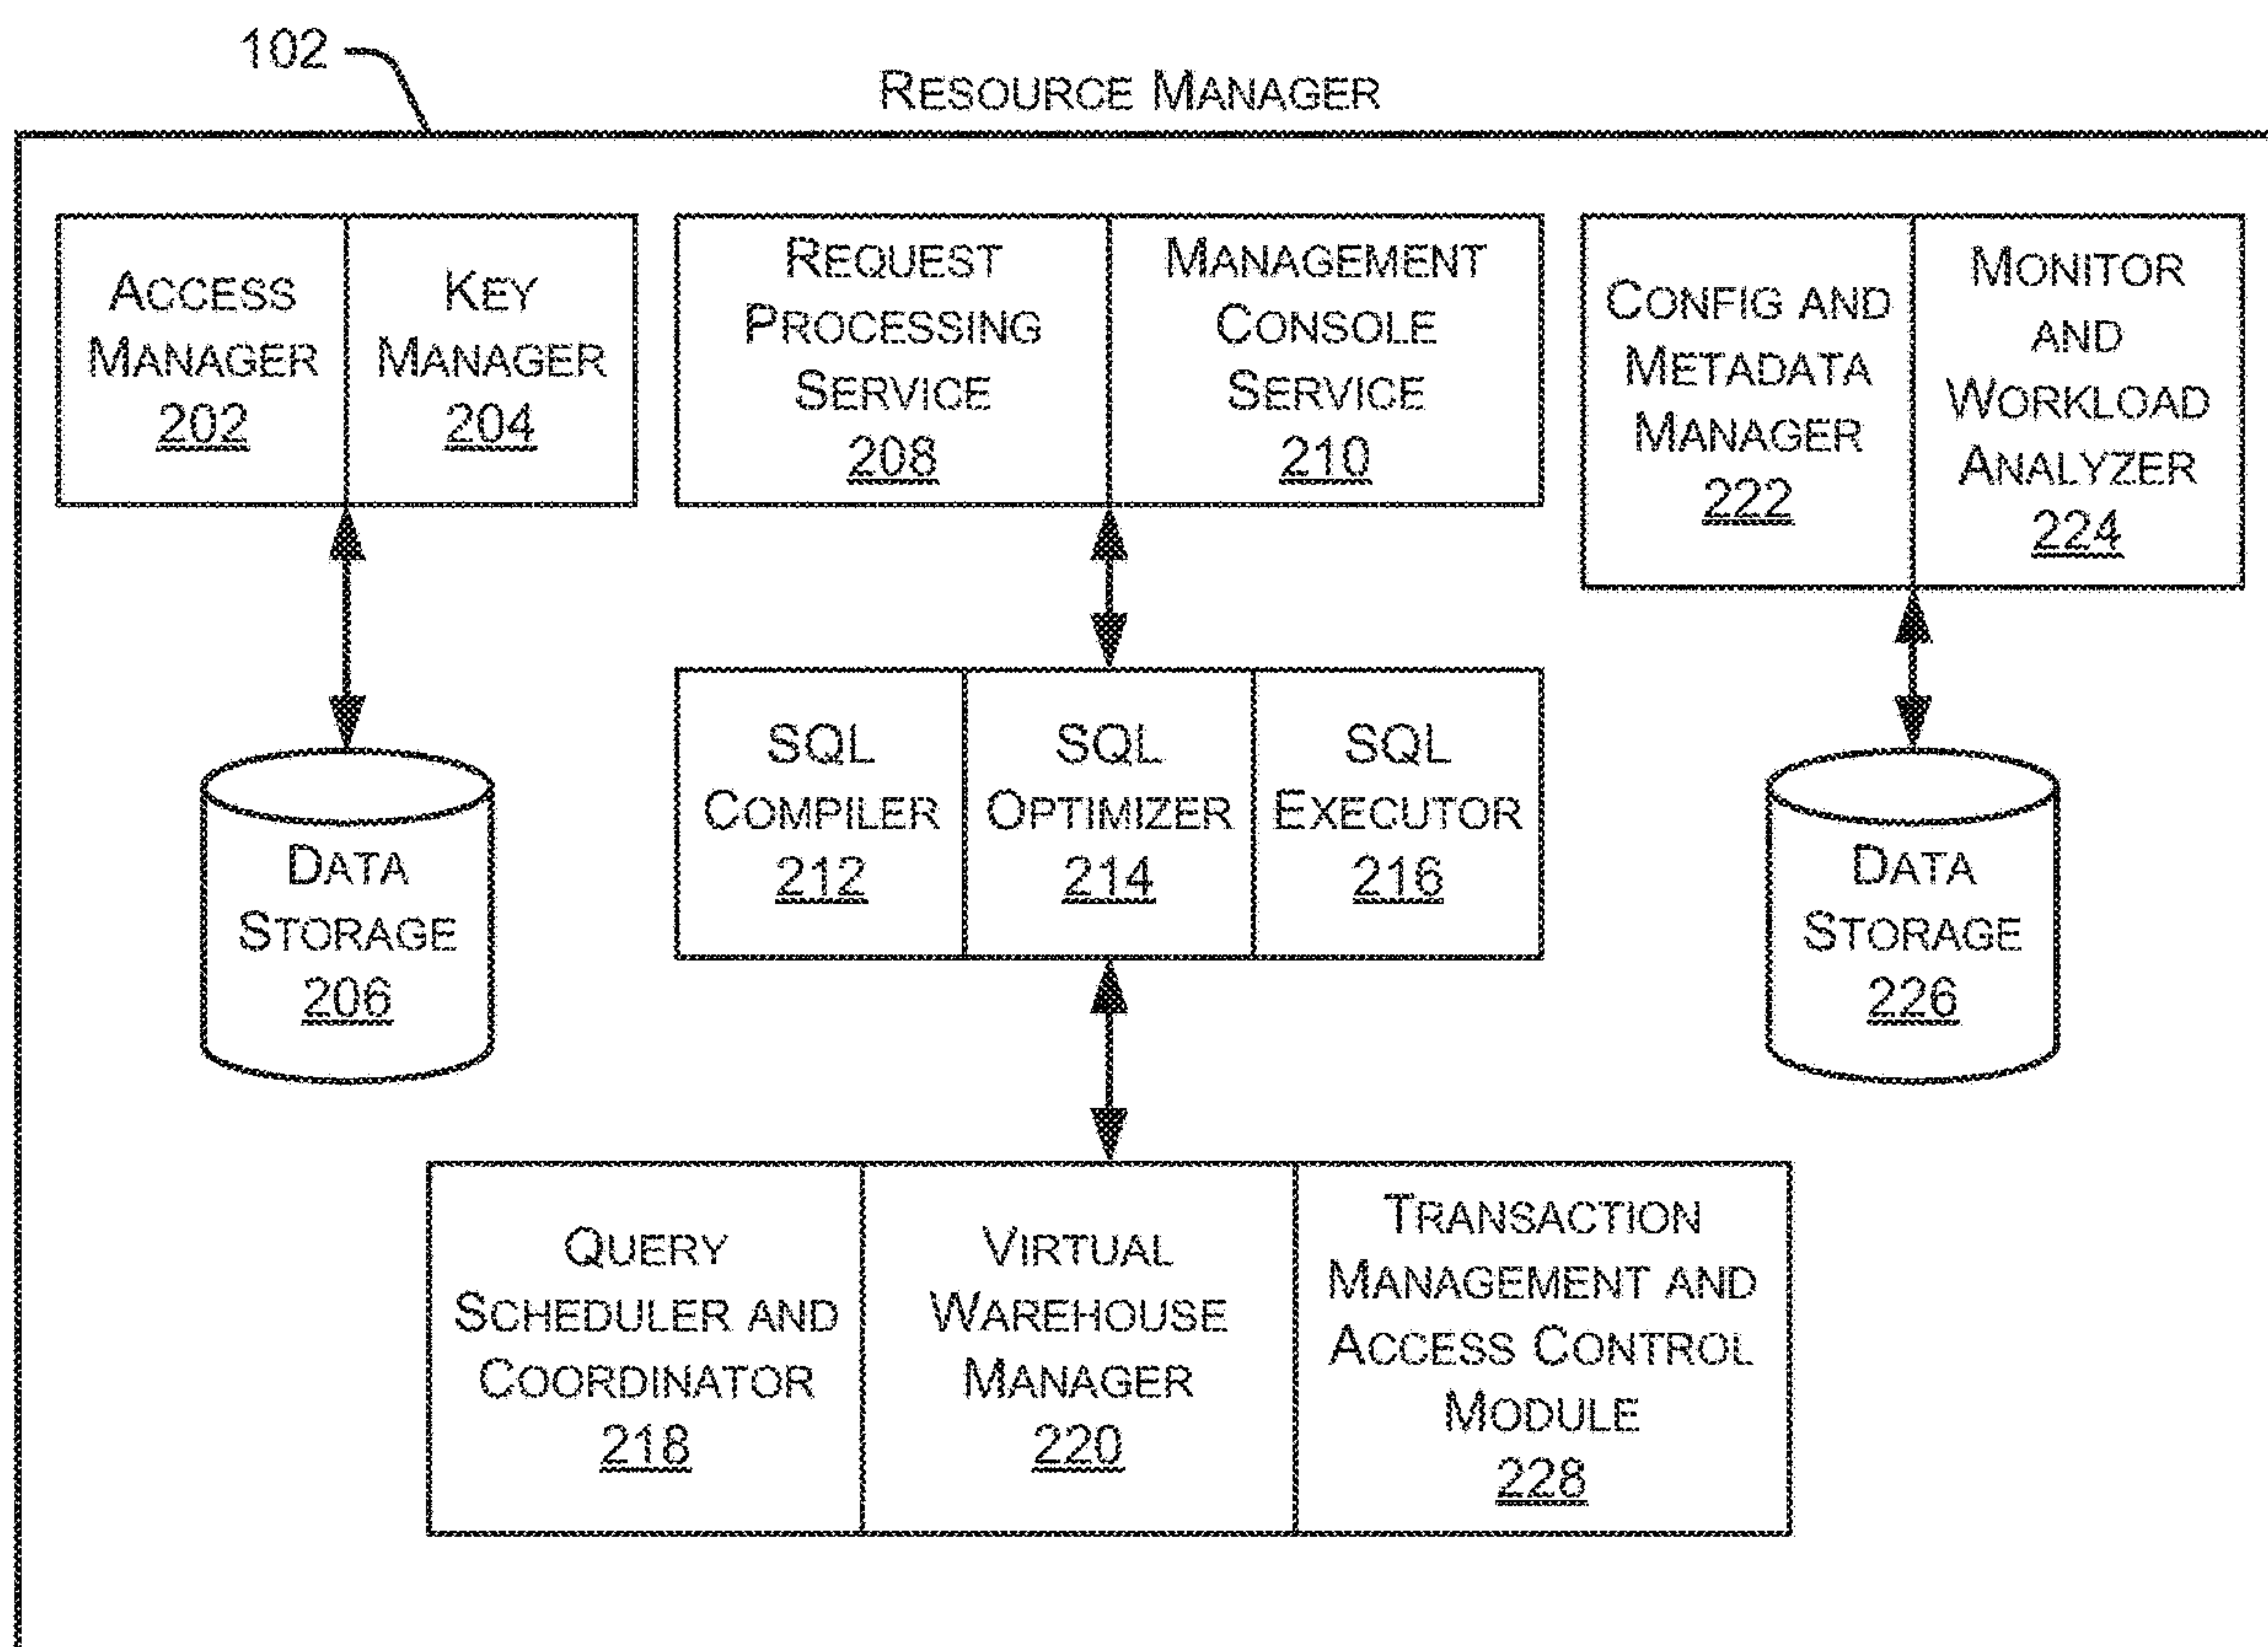 102
RESOURCE MANAGER
ACCESS
MANAGER
202
KEY
MANAGER
204
REQUEST
PROCESSING
SERVICE
208
MANAGEMENT
CONSOLE
SERVICE
210
CONFIG AND
METADATA
MANAGER
222
MONITOR
AND
WORKLOAD
ANALYZER
224
DATA
STORAGE
206
SQL
COMPILER
212
SQL
OPTIMIZER
214
SQL
EXECUTOR
216
DATA
STORAGE
226
QUERY
SCHEDULER AND
COORDINATOR
218
VIRTUAL
WAREHOUSE
MANAGER
220
TRANSACTION
MANAGEMENT AND
ACCESS CONTROL
MODULE
228